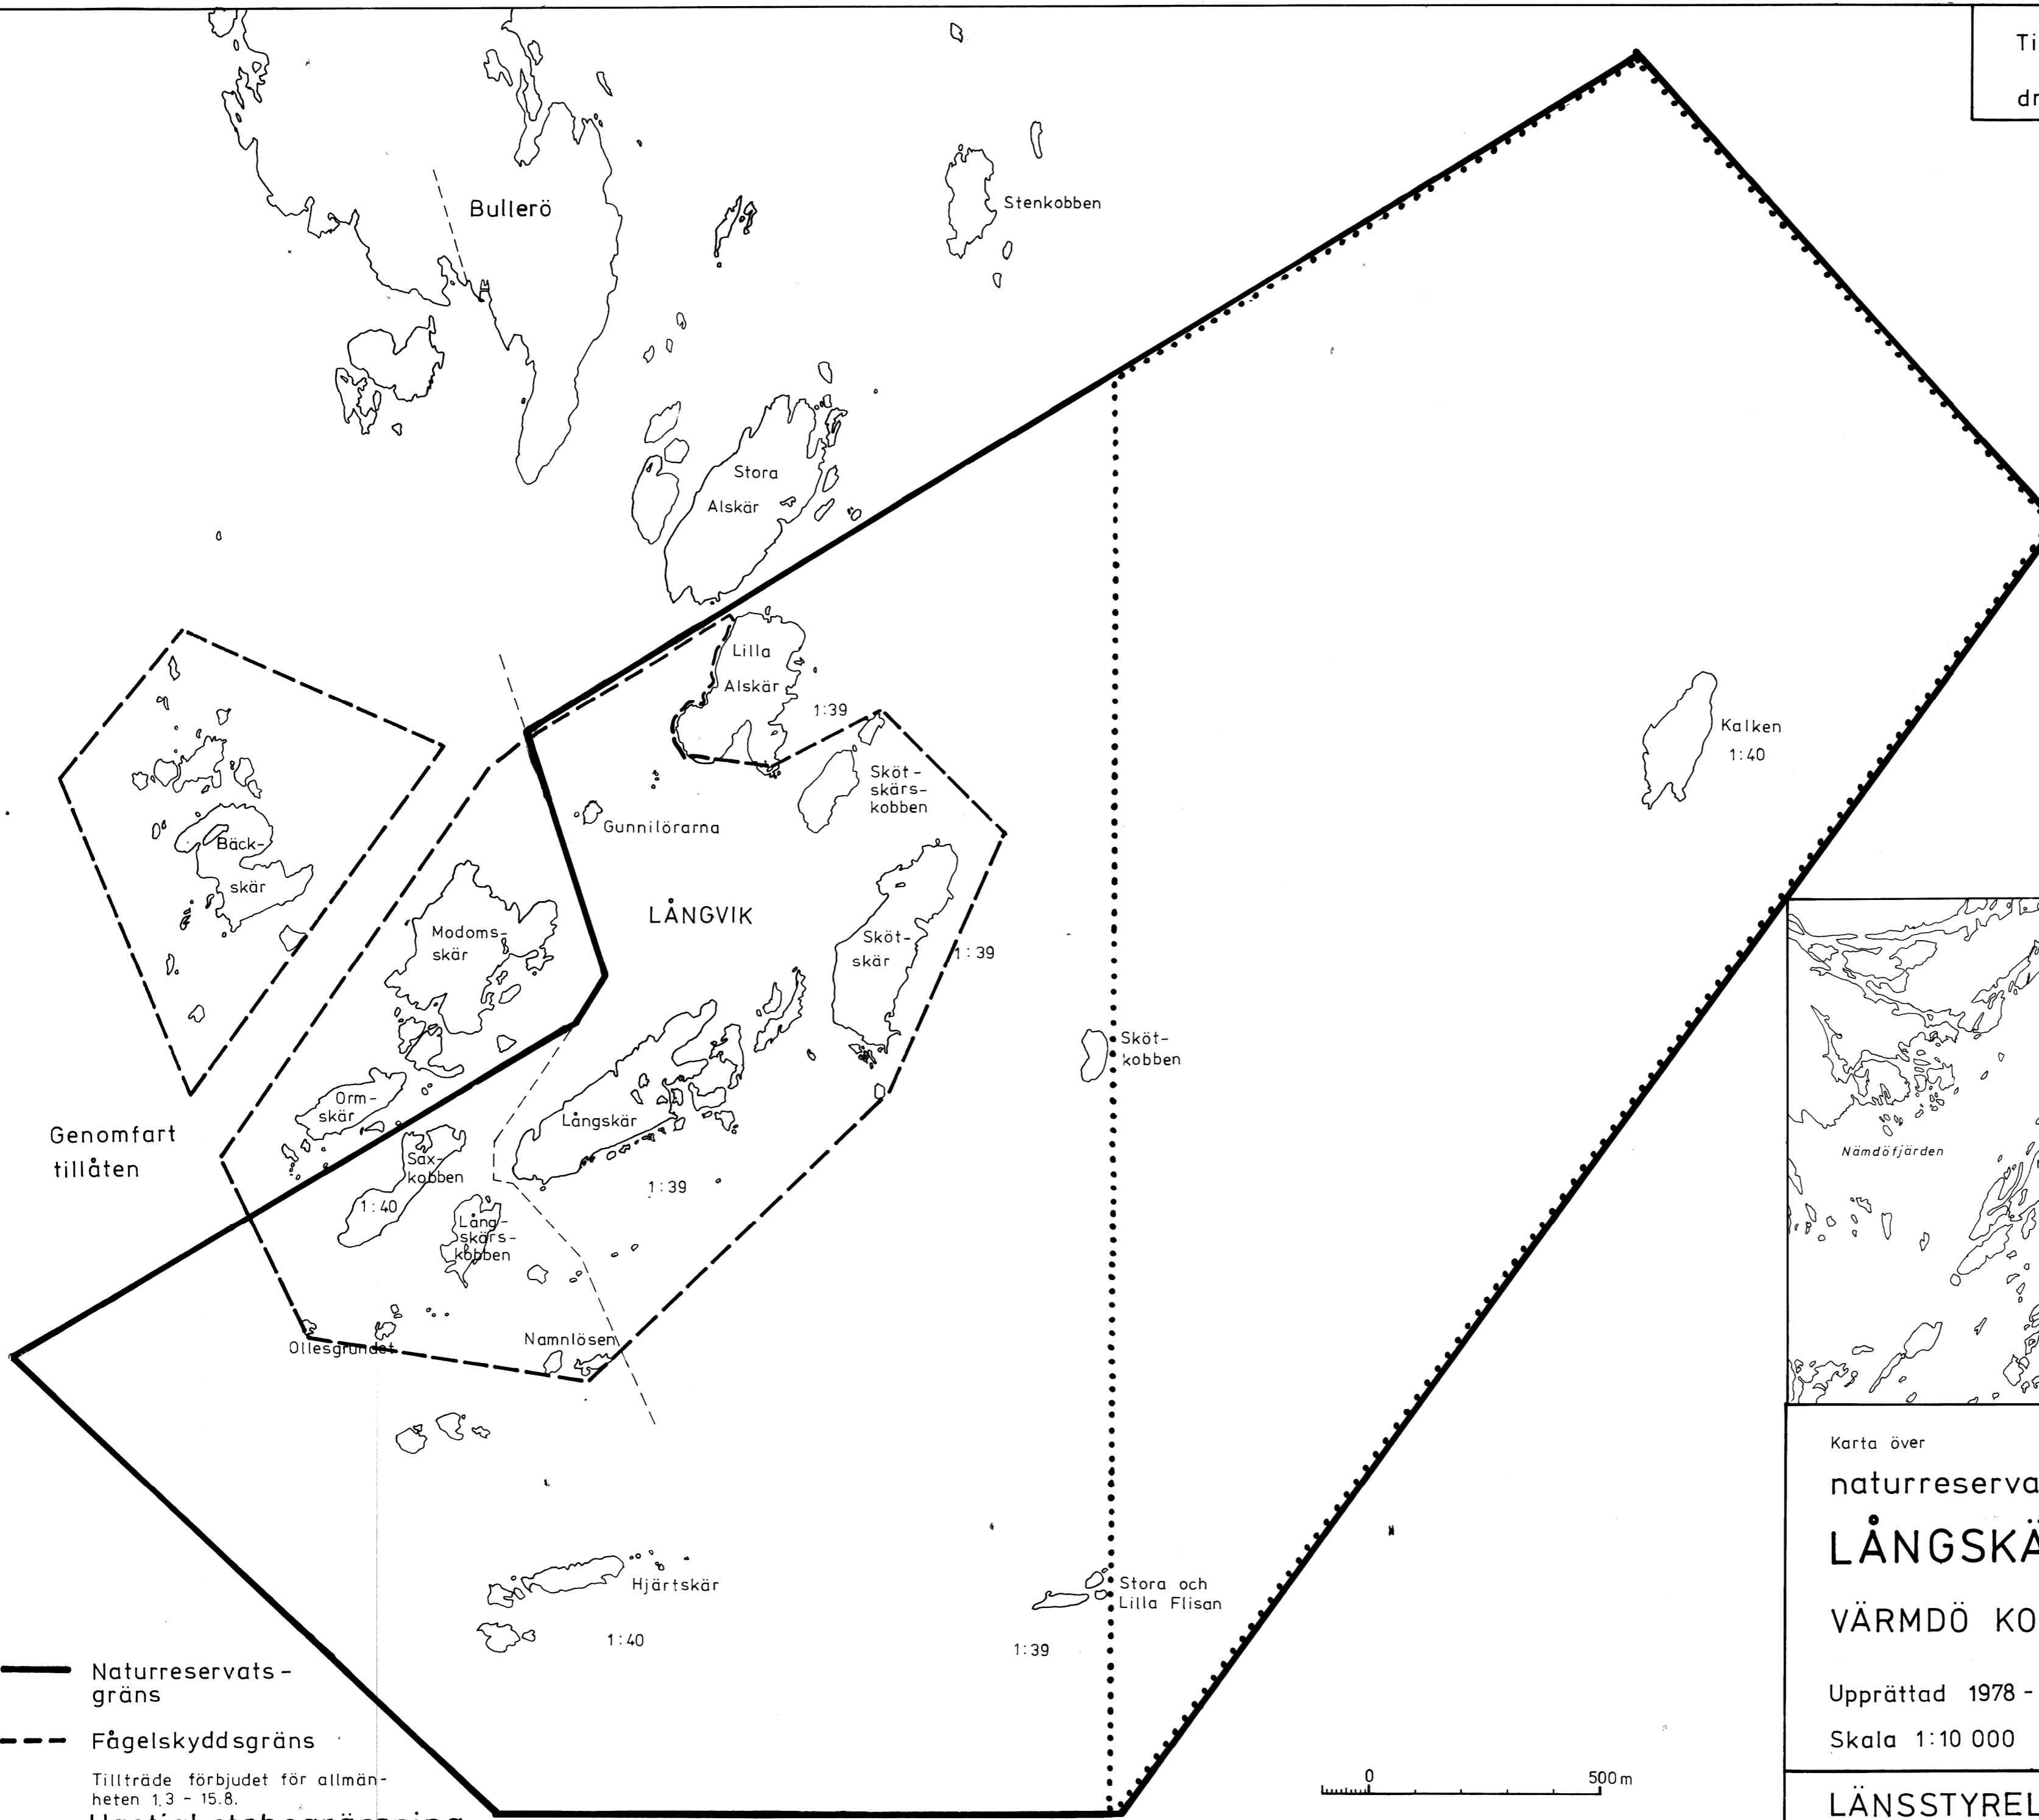 Bullerö
Stenkobben
Stora
Alskär
Lilla
Alskär
1:39
Sköt-
skärs-
kobben
Kalken
1:40
Gunnilörarna
Bäck-
skär
LÅNGVIK
Modoms-
skär
Sköt-
skär
1:39
Sköt-
kobben
Orm-
skär
Långskär
Genomfart
tillåten
Sax-
kobben
1:40
1:39
Lång-
skärs-
kobben
Nämdöfjärden
Namnlösen
Ollesgrundet
Hjärtskär
1:40
Stora och
Lilla Flisan
1:39
Naturreservats-
gräns
Fågelskyddsgräns
Tillträde förbjudet för allmän-
heten 1.3 - 15.8.
0 500 m
Karta över
naturreserva
LÅNGSKÄ
VÄRMDÖ KO
Upprättad 1978 -
Skala 1:10 000
LÄNSSTYREL
Ti
dr